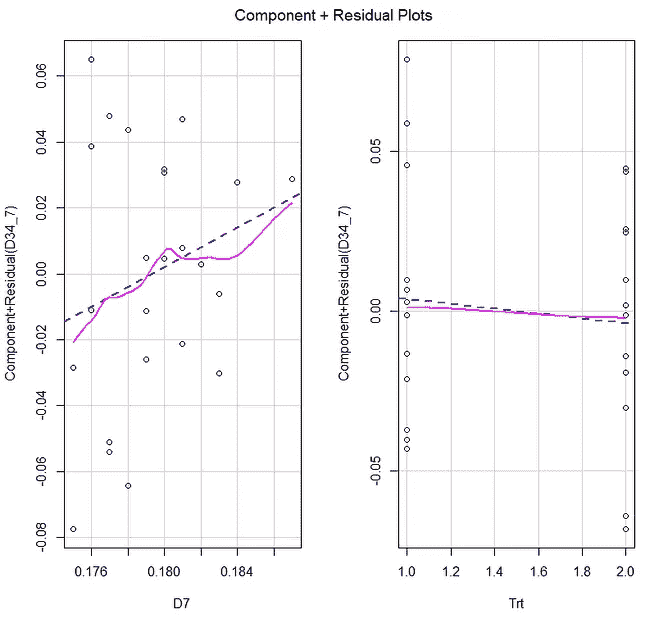 Component + Residual Plots
Component+Residual(D34_7)
0.06
0.04
0.02
0.00
-0.02
-0.04
-0.06
-0.08
0.176 0.180 0.184
D7
Component+Residual(D34_7)
0.05
0.00
-0.05
1.0 1.2 1.4 1.6 1.8 2.0
Trt